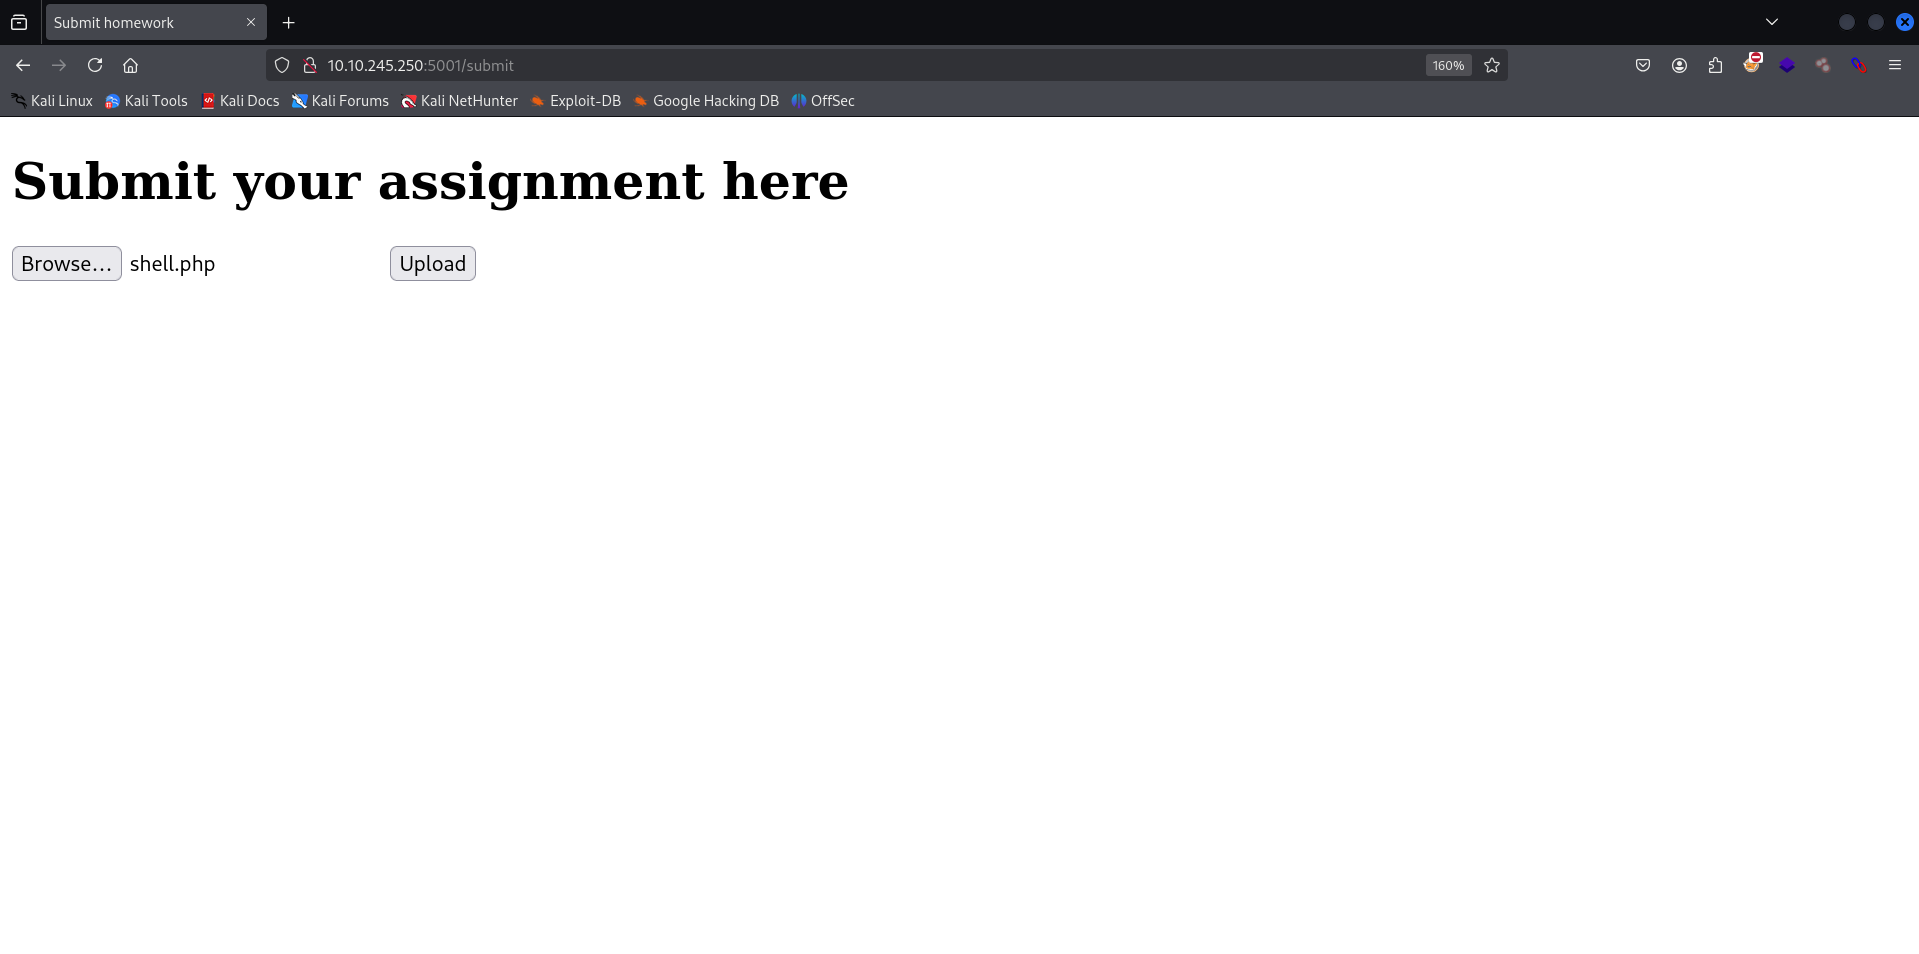 Submit homework
10.10.245.250:5001/submit 160%
Kali Linux Kali Tools Kali Docs Kali Forums Kali NetHunter Exploit-DB Google Hacking DB OffSec
Submit your assignment here
Browse... shell.php Upload